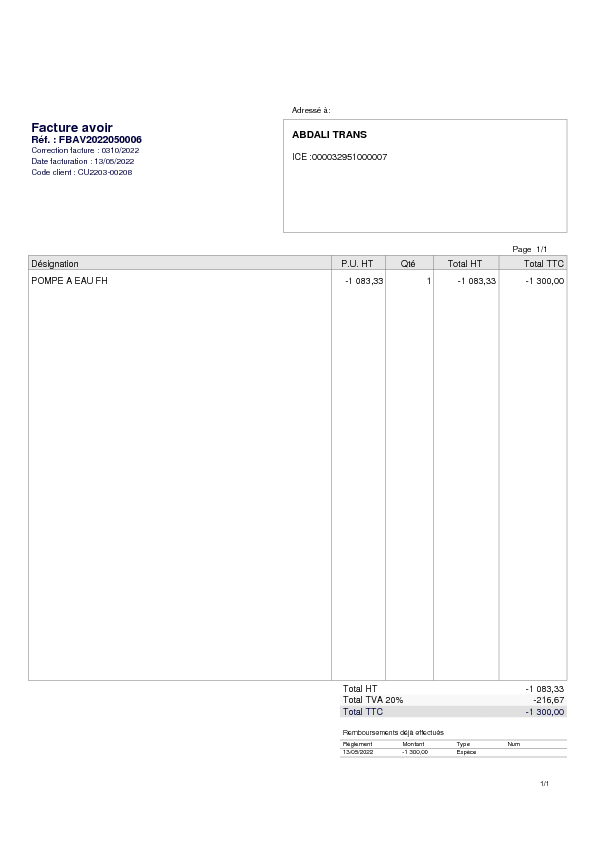 Adressé à:
Facture avoir
Réf. : FBAV2022050006
Correction facture : 0310/2022
Date facturation : 13/05/2022
Code client : CU2203-00208
ABDALI TRANS
ICE :000032951000007
Page 1/1
Désignation P.U. HT Qté Total HT Total TTC
POMPE A EAU FH -1 083,33 1 -1 083,33 -1 300,00
Total HT -1 083,33
Total TVA 20% -216,67
Total TTC -1 300,00
Remboursements déjà effectués
Règlement Montant Type Num
13/05/2022 -1 300,00 Espèce
1/1